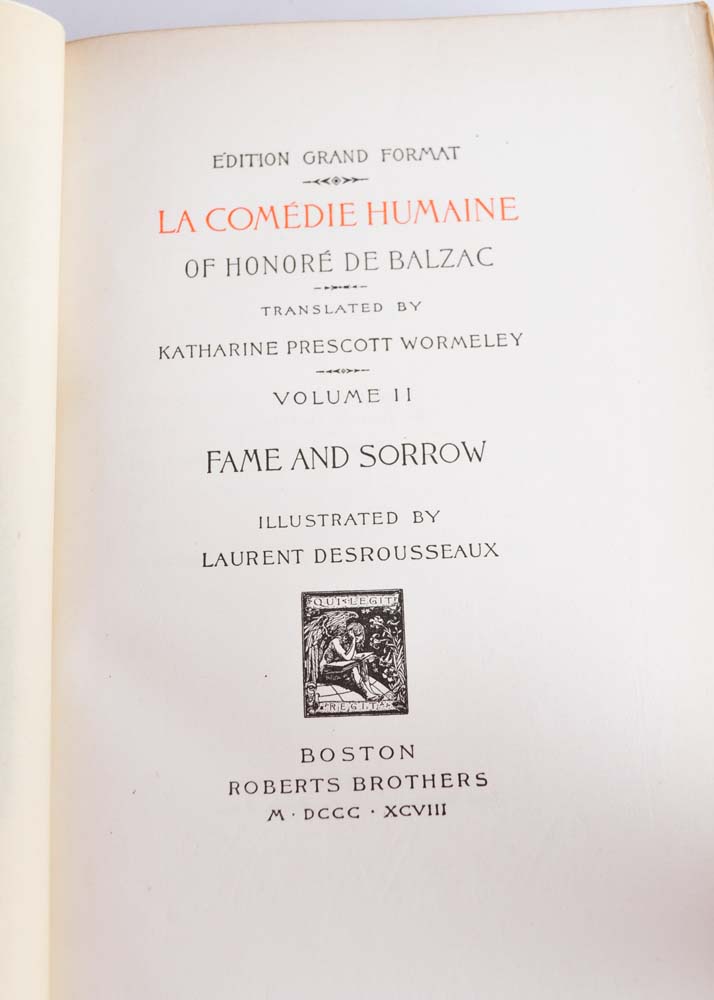 EDITION GRAND FORMAT
LA COMÉDIE HUMAINE
OF HONORÉ DE BALZAC
TRANSLATED BY
KATHARINE PRESCOTT WORMELEY
VOLUME II
FAME AND SORROW
ILLUSTRATED BY
LAURENT DESROUSSEAUX
QUI·LEGIT
REGIT
BOSTON
ROBERTS BROTHERS
M · DCCC · XCVIII